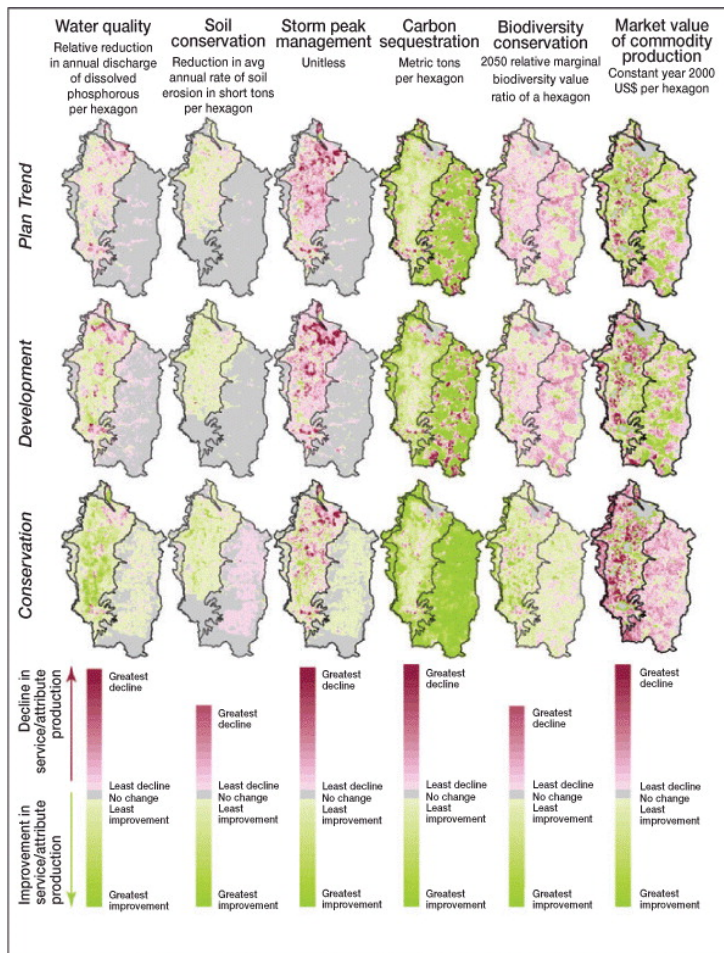 Water quality
Relative reduction
in annual discharge
of dissolved
phosphorous
per hexagon
Soil
conservation
Reduction in avg
annual rate of soil
erosion in short tons
per hexagon
Storm peak
management
Unitless
Carbon
sequestration
Metric tons
per hexagon
Biodiversity
conservation
2050 relative marginal
biodiversity value
ratio of a hexagon
Market value
of commodity
production
Constant year 2000
US$ per hexagon
Plan Trend
Development
Conservation
Decline in
service/attribute
production
Improvement in
service/attribute
production
Greatest
decline
Least decline
No change
Least
improvement
Greatest
improvement
Greatest
decline
Least decline
No change
Least
improvement
Greatest
improvement
Greatest
decline
Least decline
No change
Least
improvement
Greatest
improvement
Greatest
decline
Least decline
No change
Least
improvement
Greatest
improvement
Greatest
decline
Least decline
No change
Least
improvement
Greatest
improvement
Greatest
decline
Least decline
No change
Least
improvement
Greatest
improvement